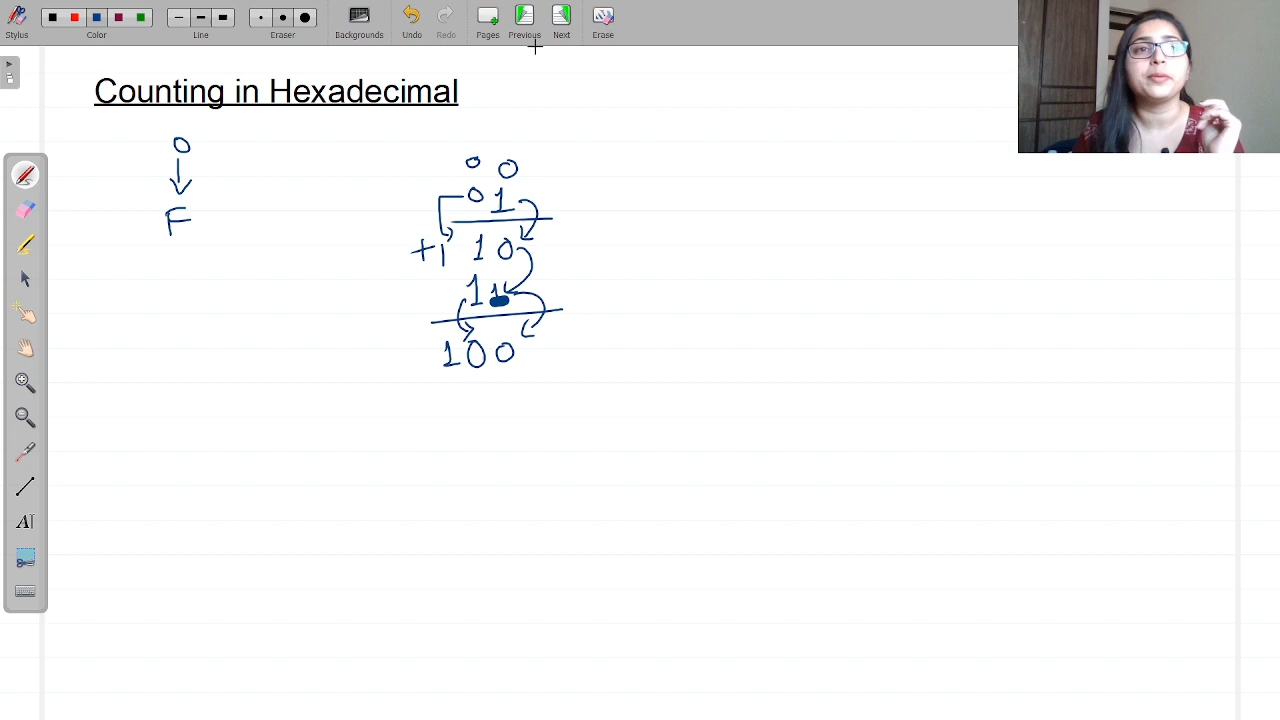 Stylus Color Line Eraser Backgrounds Undo Redo Pages Previous Next Erase
Counting in Hexadecimal
0
F
0 0
0 1
+1 1 0
1 1
1 0 0
A